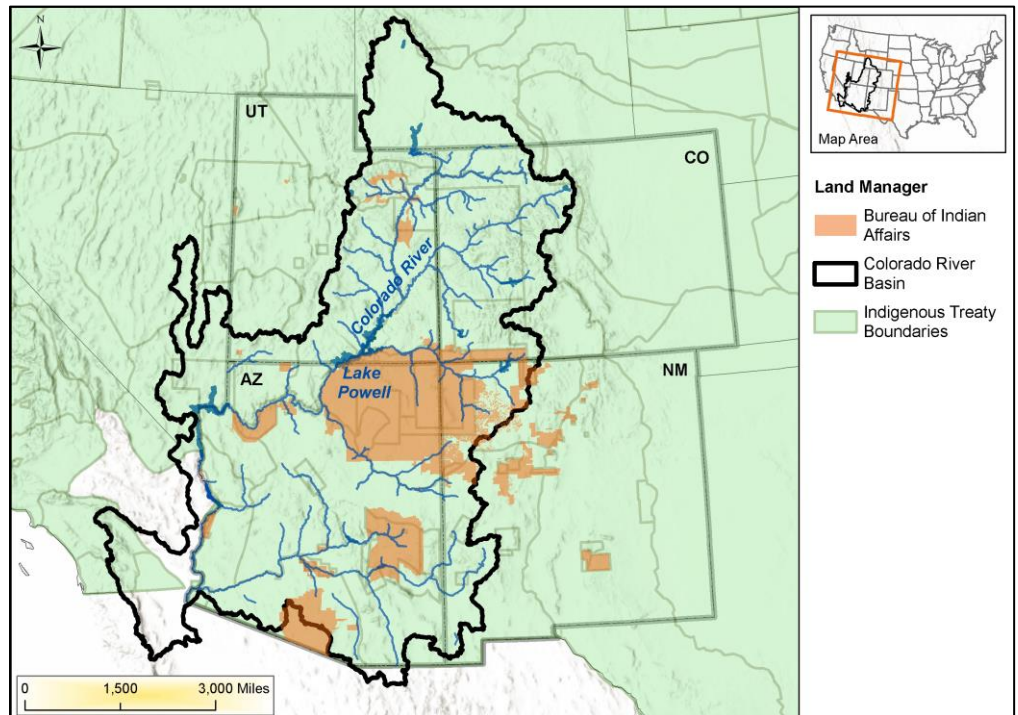 N
UT
CO
Colorado River
AZ
Lake
Powell
NM
0 1,500 3,000 Miles
Map Area
Land Manager
Bureau of Indian
Affairs
Colorado River
Basin
Indigenous Treaty
Boundaries